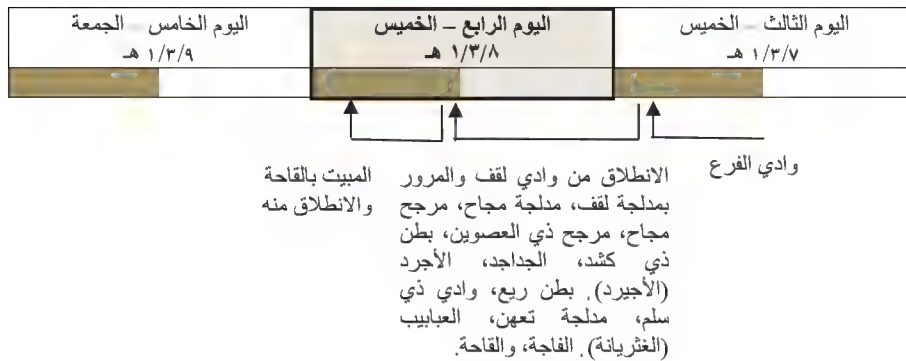 اليوم الثالث – الخميس
١/٣/٧ هـ
اليوم الرابع – الخميس
١/٣/٨ هـ
اليوم الخامس – الجمعة
١/٣/٩ هـ
وادي الفرع
الانطلاق من وادي لقف والمرور
بمدلجة لقف، مدلجة مجاح، مرجح
مجاح، مرجح ذي العصوين، بطن
ذي كشد، الجداجد، الأجرد
(الأجيرد). بطن ريع، وادي ذي
سلم، مدلجة تعهن، العبابيب
(الغثريانة). الفاجة، والقاحة.
المبيت بالقاحة
والانطلاق منه